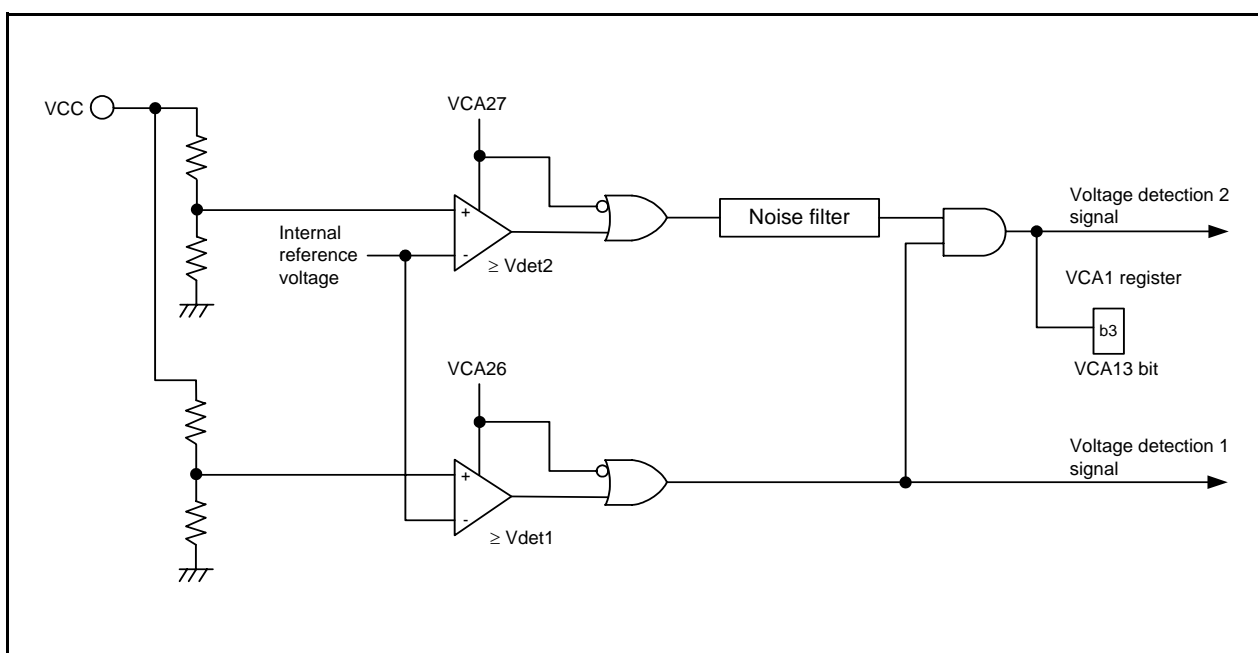 VCC
VCA27
+
-
≥ Vdet2
Internal
reference
voltage
Noise filter
Voltage detection 2
signal
VCA1 register
b3
VCA13 bit
VCA26
+
-
≥ Vdet1
Voltage detection 1
signal